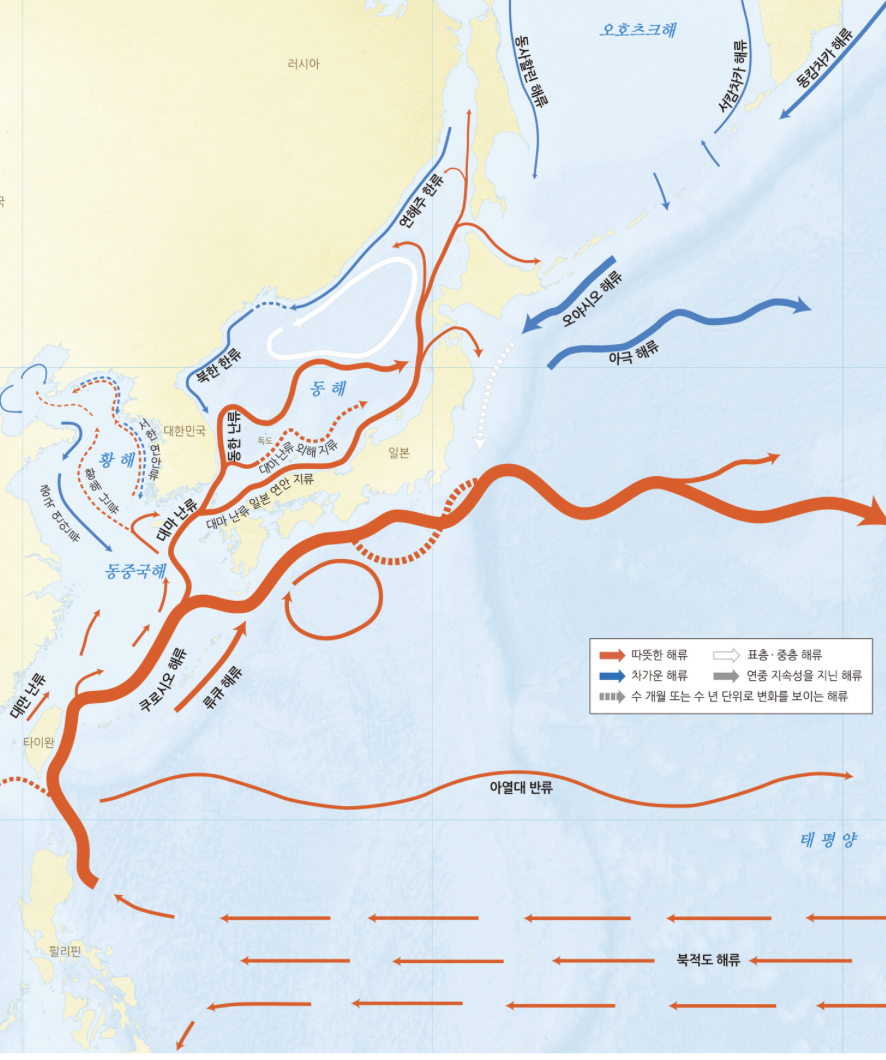 오호츠크해
동사할린 해류
서캄차카 해류
동캄차카 해류
러시아
국
연해주 한류
오야시오 해류
아극 해류
북한 한류
동 해
동한 난류
독도
대마 난류 외해 지류
대한민국
일본
서한 연안류
황 해
황해 난류
중국 연안류
대마 난류
대마 난류 일본 연안 지류
동중국해
쿠로시오 해류
류큐 해류
대만 난류
타이완
따뜻한 해류
표층 · 중층 해류
차가운 해류
연중 지속성을 지닌 해류
수 개월 또는 수 년 단위로 변화를 보이는 해류
아열대 반류
태 평 양
필리핀
북적도 해류